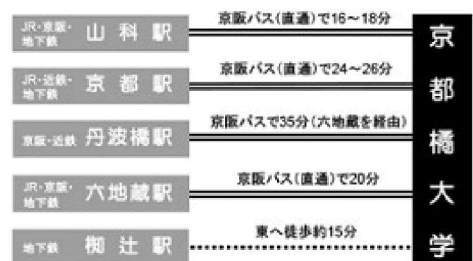 JR・京阪・地下鉄 山科駅 京阪バス(直通)で16~18分
JR・近鉄・地下鉄 京都駅 京阪バス(直通)で24~26分
京阪・近鉄 丹波橋駅 京阪バスで35分(六地蔵を経由)
JR・京阪・地下鉄 六地蔵駅 京阪バス(直通)で20分
地下鉄 椥辻駅 東へ徒歩約15分
京都橘大学